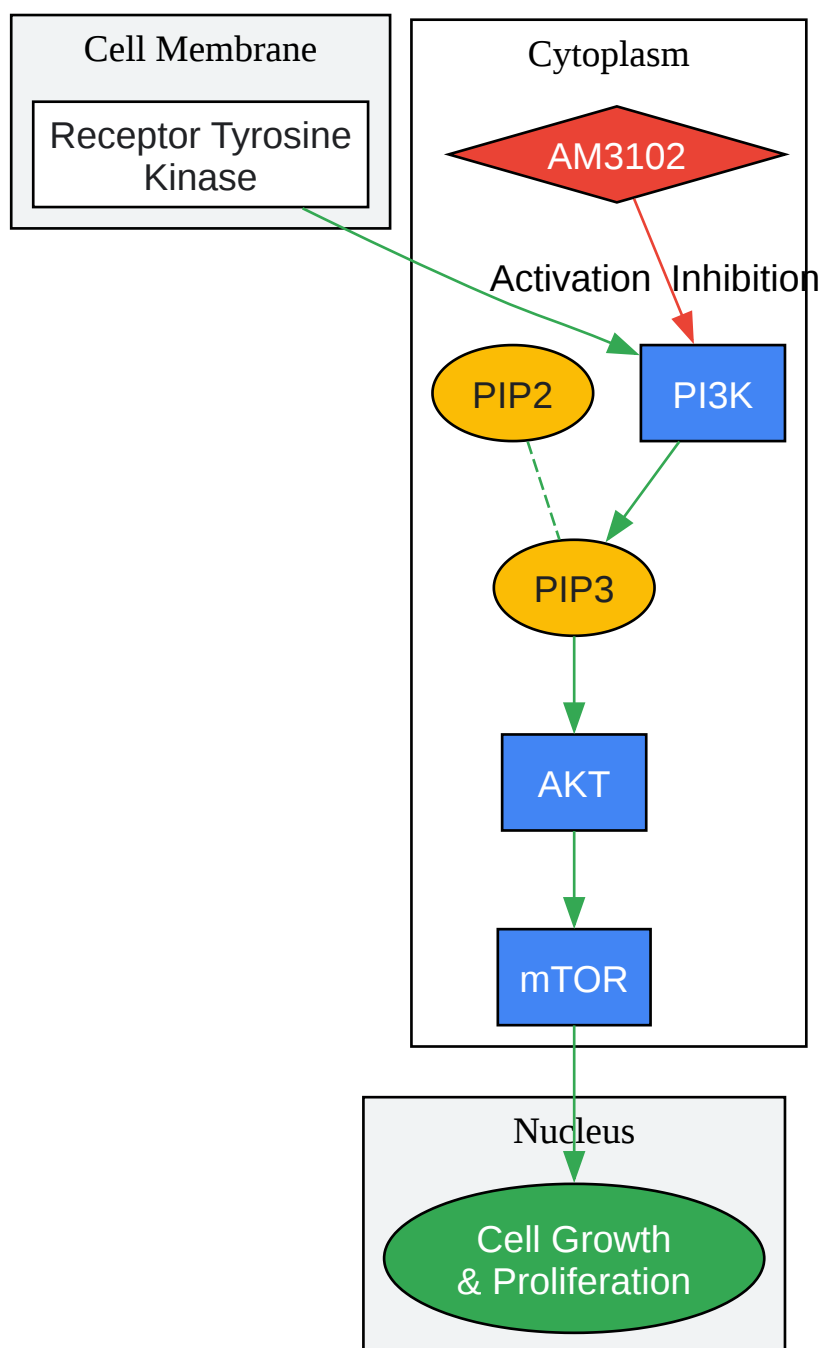 Cell Membrane
Receptor Tyrosine
Kinase
Cytoplasm
AM3102
Activation
Inhibition
PIP2
PI3K
PIP3
AKT
mTOR
Nucleus
Cell Growth
& Proliferation